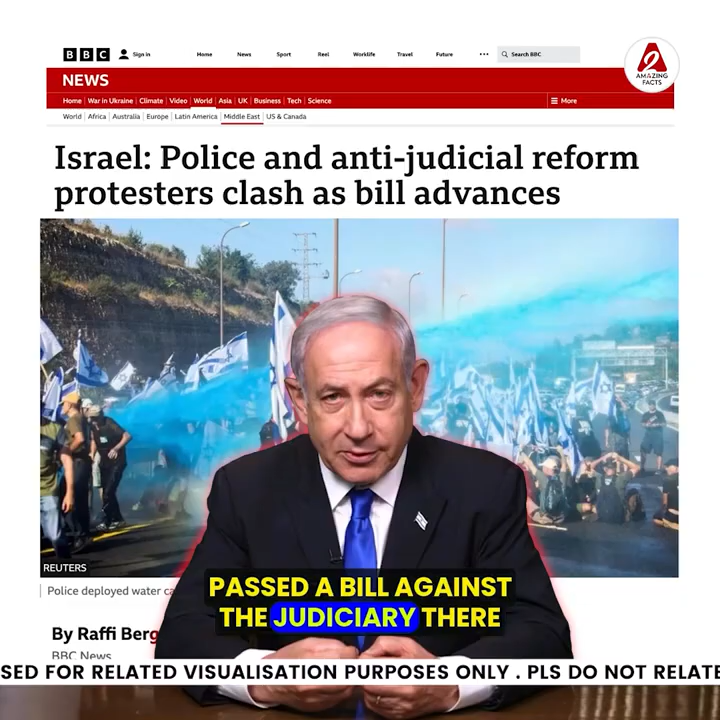 BBC
Sign in
Home
News
Sport
Reel
Worklife
Travel
Future
Search BBC
A2
AMAZING
FACTS
NEWS
Home
War in Ukraine
Climate
Video
World
Asia
UK
Business
Tech
Science
More
World
Africa
Australia
Europe
Latin America
Middle East
US & Canada
Israel: Police and anti-judicial reform
protesters clash as bill advances
REUTERS
Police deployed water
PASSED A BILL AGAINST
THE JUDICIARY THERE
By Raffi Berg
BBC News
FOR RELATED VISUALISATION PURPOSES ONLY . PLS DO NOT